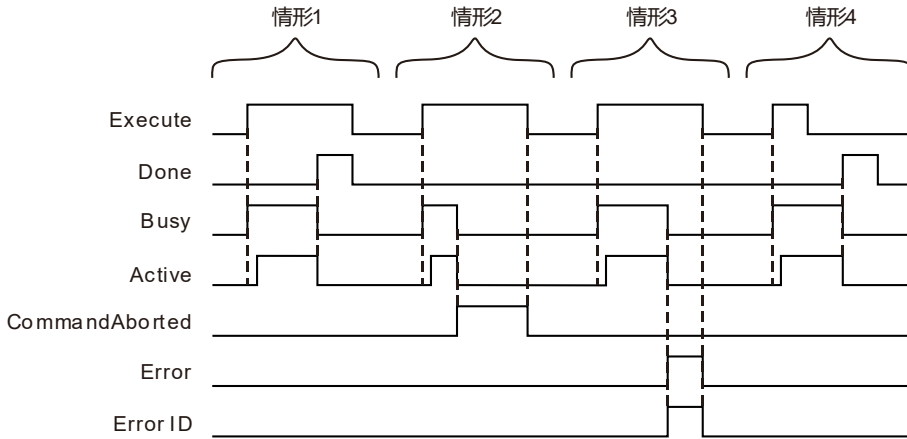 情形1 情形2 情形3 情形4
Execute
Done
Busy
Active
CommandAborted
Error
Error ID